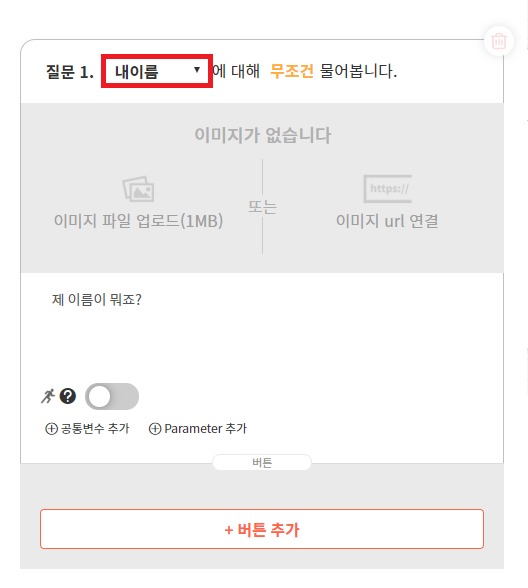 질문 1. 내이름 ▼ 에 대해 무조건 물어봅니다.
이미지가 없습니다
https://
또는
이미지 파일 업로드(1MB)
이미지 url 연결
제 이름이 뭐죠?
?
공통변수 추가
Parameter 추가
버튼
+ 버튼 추가